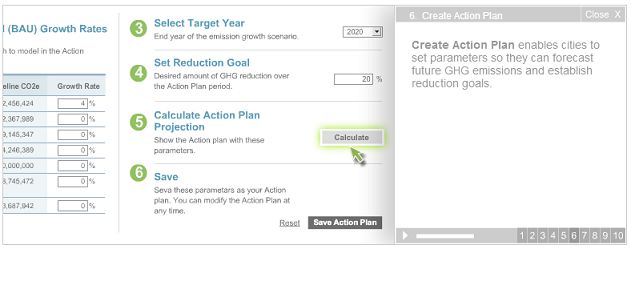 (BAU) Growth Rates
h to model in the Action
eline CO2e Growth Rate
2,456,424 4 %
2,367,989 0 %
9,145,347 0 %
4,246,389 0 %
0,000,000 0 %
8,745,472 0 %
3,687,942 0 %
3 Select Target Year
End year of the emission growth scenario. 2020
4 Set Reduction Goal
Desired amount of GHG reduction over 20 %
the Action Plan period.
5 Calculate Action Plan
Projection
Show the Action plan with these
parameters.
Calculate
6 Save
Seva these parametars as your Action
plan. You can modify the Action Plan at
any time.
Reset Save Action Plan
6. Create Action Plan Close X
Create Action Plan enables cities to
set parameters so they can forecast
future GHG emissions and establish
reduction goals.
1 2 3 4 5 6 7 8 9 10